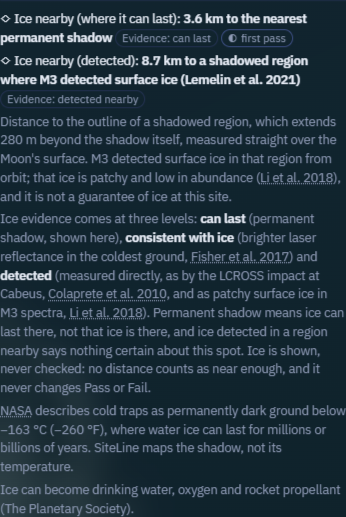 ◇ Ice nearby (where it can last): 3.6 km to the nearest
permanent shadow Evidence: can last ◐ first pass
◇ Ice nearby (detected): 8.7 km to a shadowed region
where M3 detected surface ice (Lemelin et al. 2021)
Evidence: detected nearby
Distance to the outline of a shadowed region, which extends
280 m beyond the shadow itself, measured straight over the
Moon's surface. M3 detected surface ice in that region from
orbit; that ice is patchy and low in abundance (Li et al. 2018),
and it is not a guarantee of ice at this site.
Ice evidence comes at three levels: can last (permanent
shadow, shown here), consistent with ice (brighter laser
reflectance in the coldest ground, Fisher et al. 2017) and
detected (measured directly, as by the LCROSS impact at
Cabeus, Colaprete et al. 2010, and as patchy surface ice in
M3 spectra, Li et al. 2018). Permanent shadow means ice can
last there, not that ice is there, and ice detected in a region
nearby says nothing certain about this spot. Ice is shown,
never checked: no distance counts as near enough, and it
never changes Pass or Fail.
NASA describes cold traps as permanently dark ground below
−163 °C (−260 °F), where water ice can last for millions or
billions of years. SiteLine maps the shadow, not its
temperature.
Ice can become drinking water, oxygen and rocket propellant
(The Planetary Society).